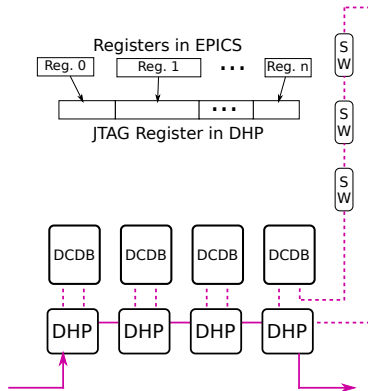 Registers in EPICS
Reg. 0
Reg. 1
...
Reg. n
...
JTAG Register in DHP
S
W
S
W
S
W
DCDB
DCDB
DCDB
DCDB
DHP
DHP
DHP
DHP